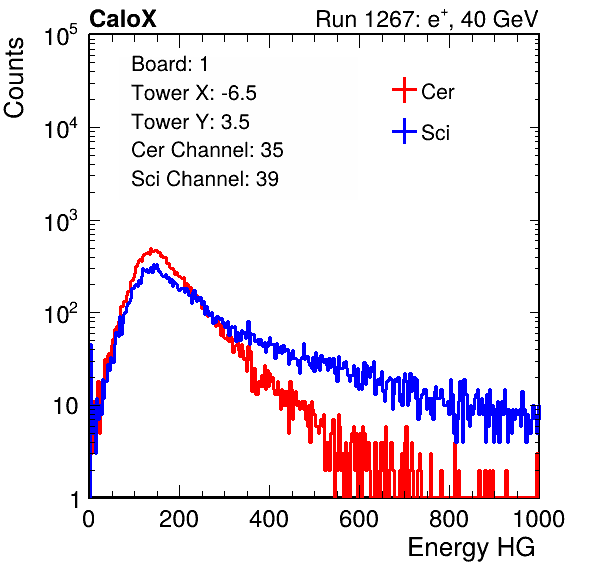 CaloX Run 1267: e+, 40 GeV
Counts
10^5
10^4
10^3
10^2
10
1
Board: 1
Tower X: -6.5
Tower Y: 3.5
Cer Channel: 35
Sci Channel: 39
Cer
Sci
0 200 400 600 800 1000
Energy HG